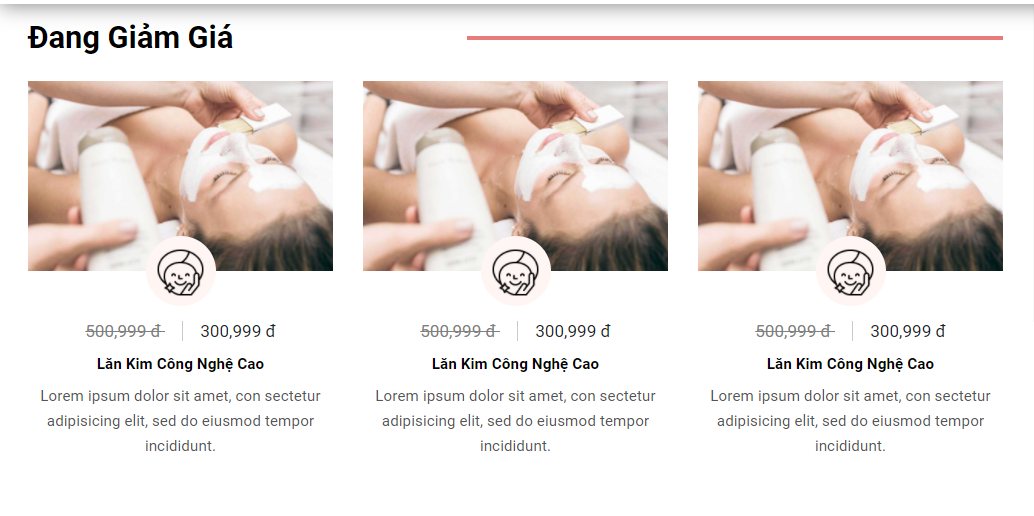 Đang Giảm Giá
500,999 đ 300,999 đ
Lăn Kim Công Nghệ Cao
Lorem ipsum dolor sit amet, con sectetur
adipisicing elit, sed do eiusmod tempor
incididunt.
500,999 đ 300,999 đ
Lăn Kim Công Nghệ Cao
Lorem ipsum dolor sit amet, con sectetur
adipisicing elit, sed do eiusmod tempor
incididunt.
500,999 đ 300,999 đ
Lăn Kim Công Nghệ Cao
Lorem ipsum dolor sit amet, con sectetur
adipisicing elit, sed do eiusmod tempor
incididunt.